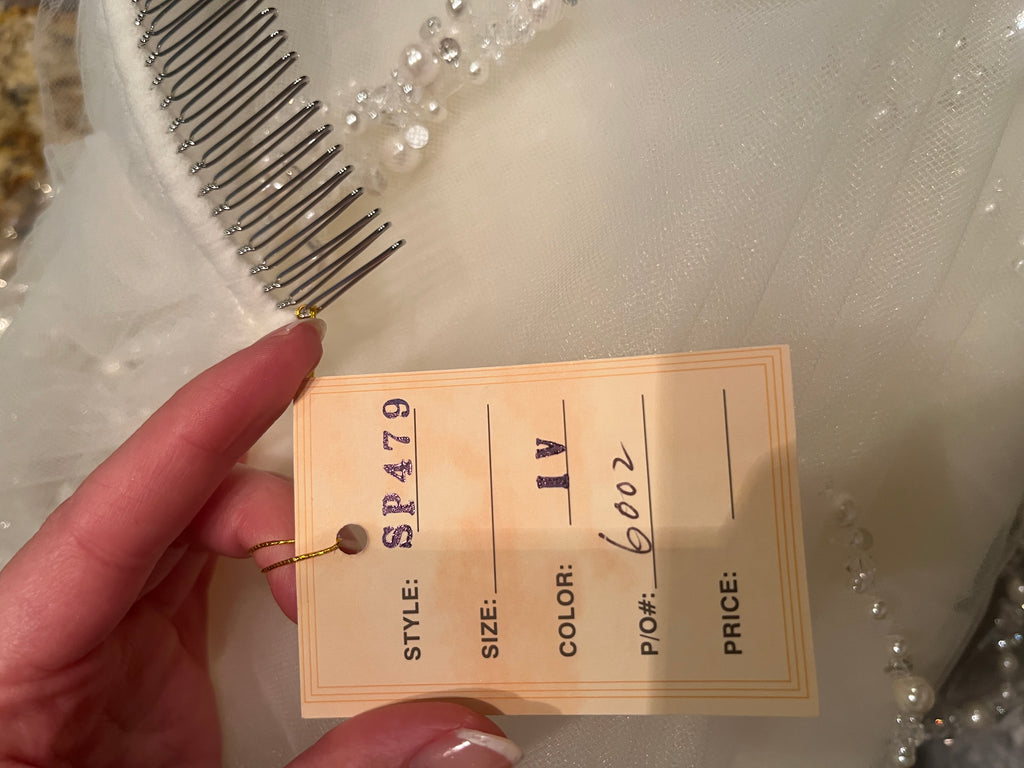 STYLE: SP479
SIZE:
COLOR: IV
P/O#: 6002
PRICE: